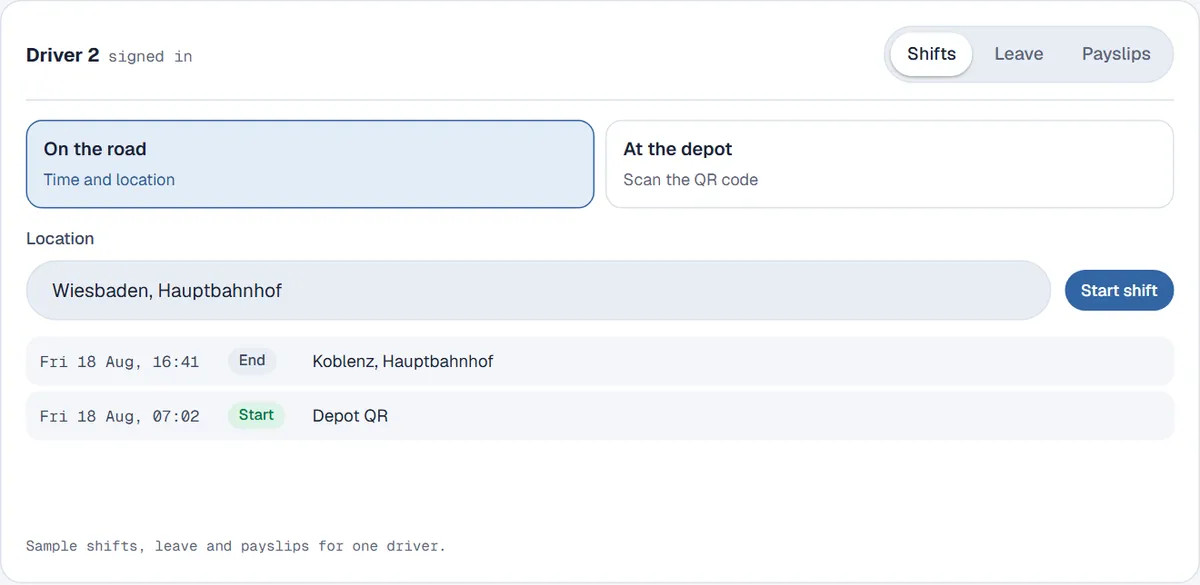 Driver 2 signed in
Shifts Leave Payslips
On the road
Time and location
At the depot
Scan the QR code
Location
Wiesbaden, Hauptbahnhof
Start shift
Fri 18 Aug, 16:41 End Koblenz, Hauptbahnhof
Fri 18 Aug, 07:02 Start Depot QR
Sample shifts, leave and payslips for one driver.